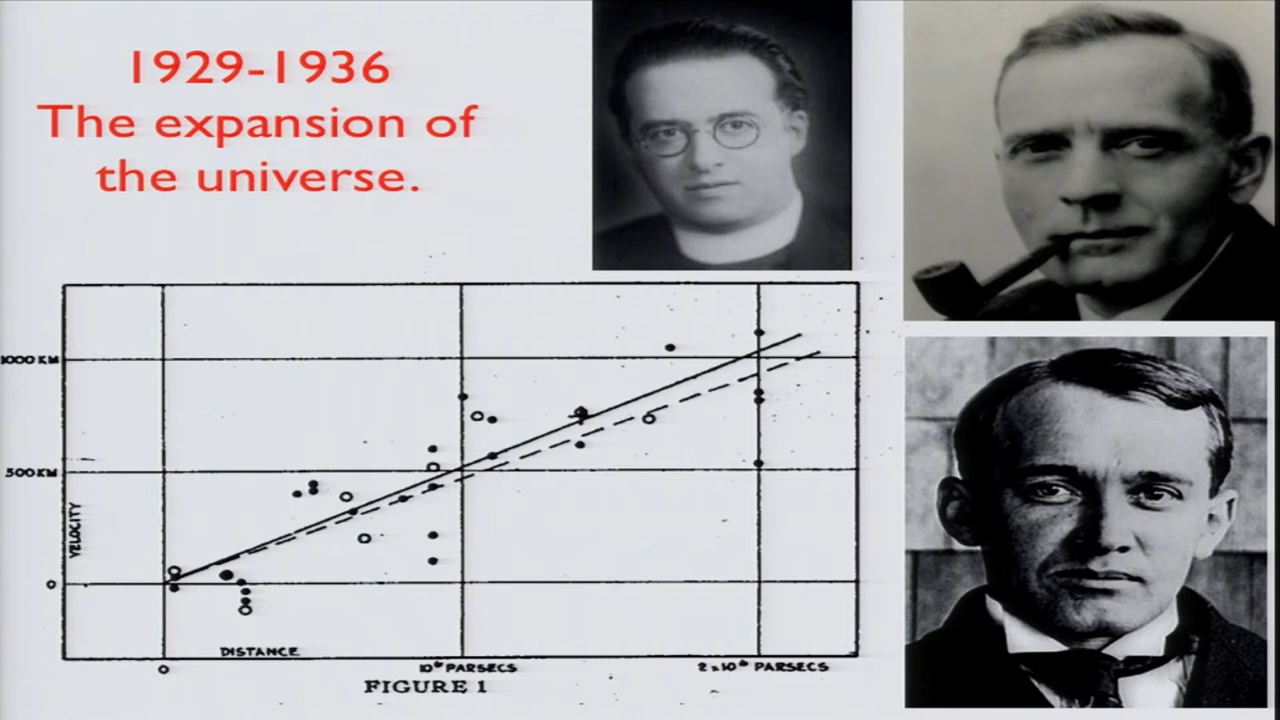 1929-1936
The expansion of
the universe.
1000 KM
500 KM
0
VELOCITY
DISTANCE
0
10⁶ PARSECS
2 x 10⁶ PARSECS
FIGURE 1